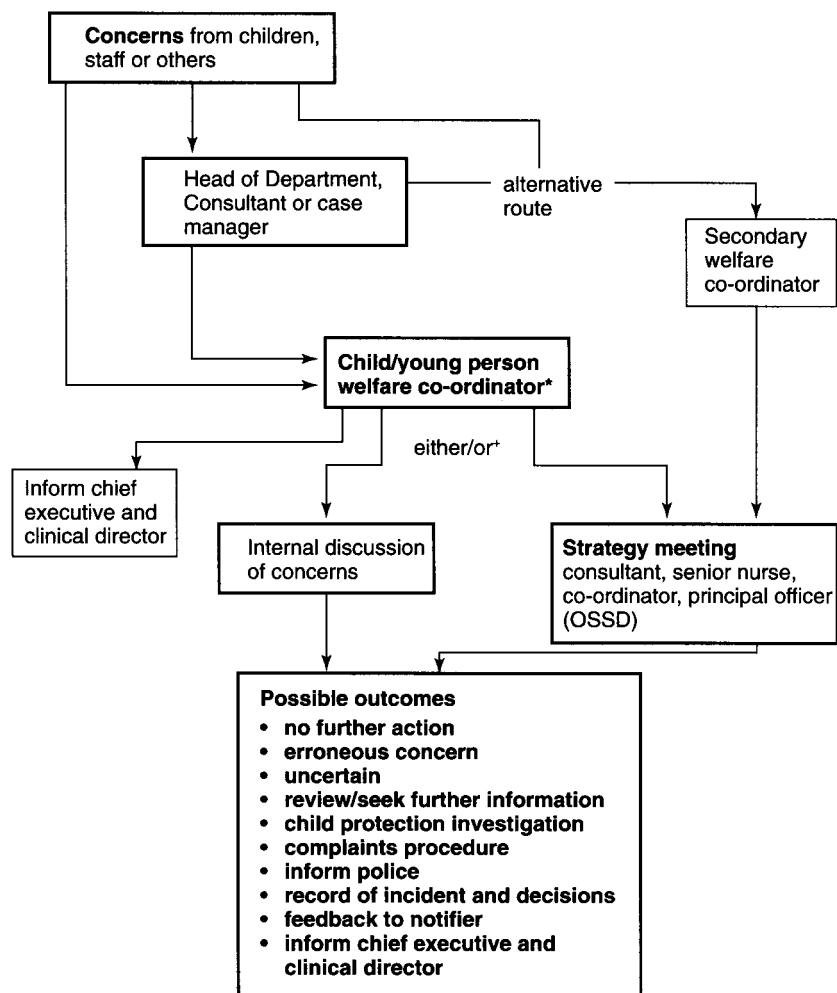 Concerns from children,
staff or others
Head of Department,
Consultant or case
manager
alternative
route
Secondary
welfare
co-ordinator
Child/young person
welfare co-ordinator*
either/or+
Inform chief
executive and
clinical director
Internal discussion
of concerns
Strategy meeting
consultant, senior nurse,
co-ordinator, principal officer
(OSSD)
Possible outcomes
• no further action
• erroneous concern
• uncertain
• review/seek further information
• child protection investigation
• complaints procedure
• inform police
• record of incident and decisions
• feedback to notifier
• inform chief executive and
clinical director